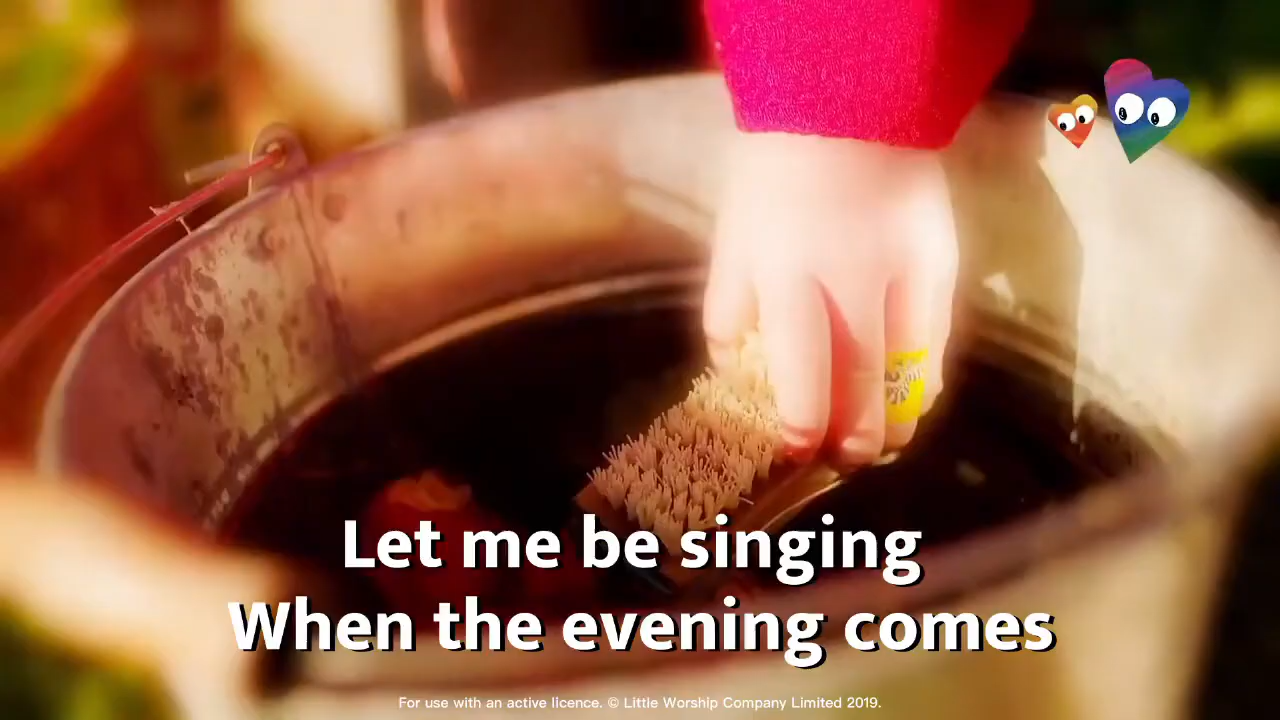 Let me be singing
When the evening comes
For use with an active licence. © Little Worship Company Limited 2019.